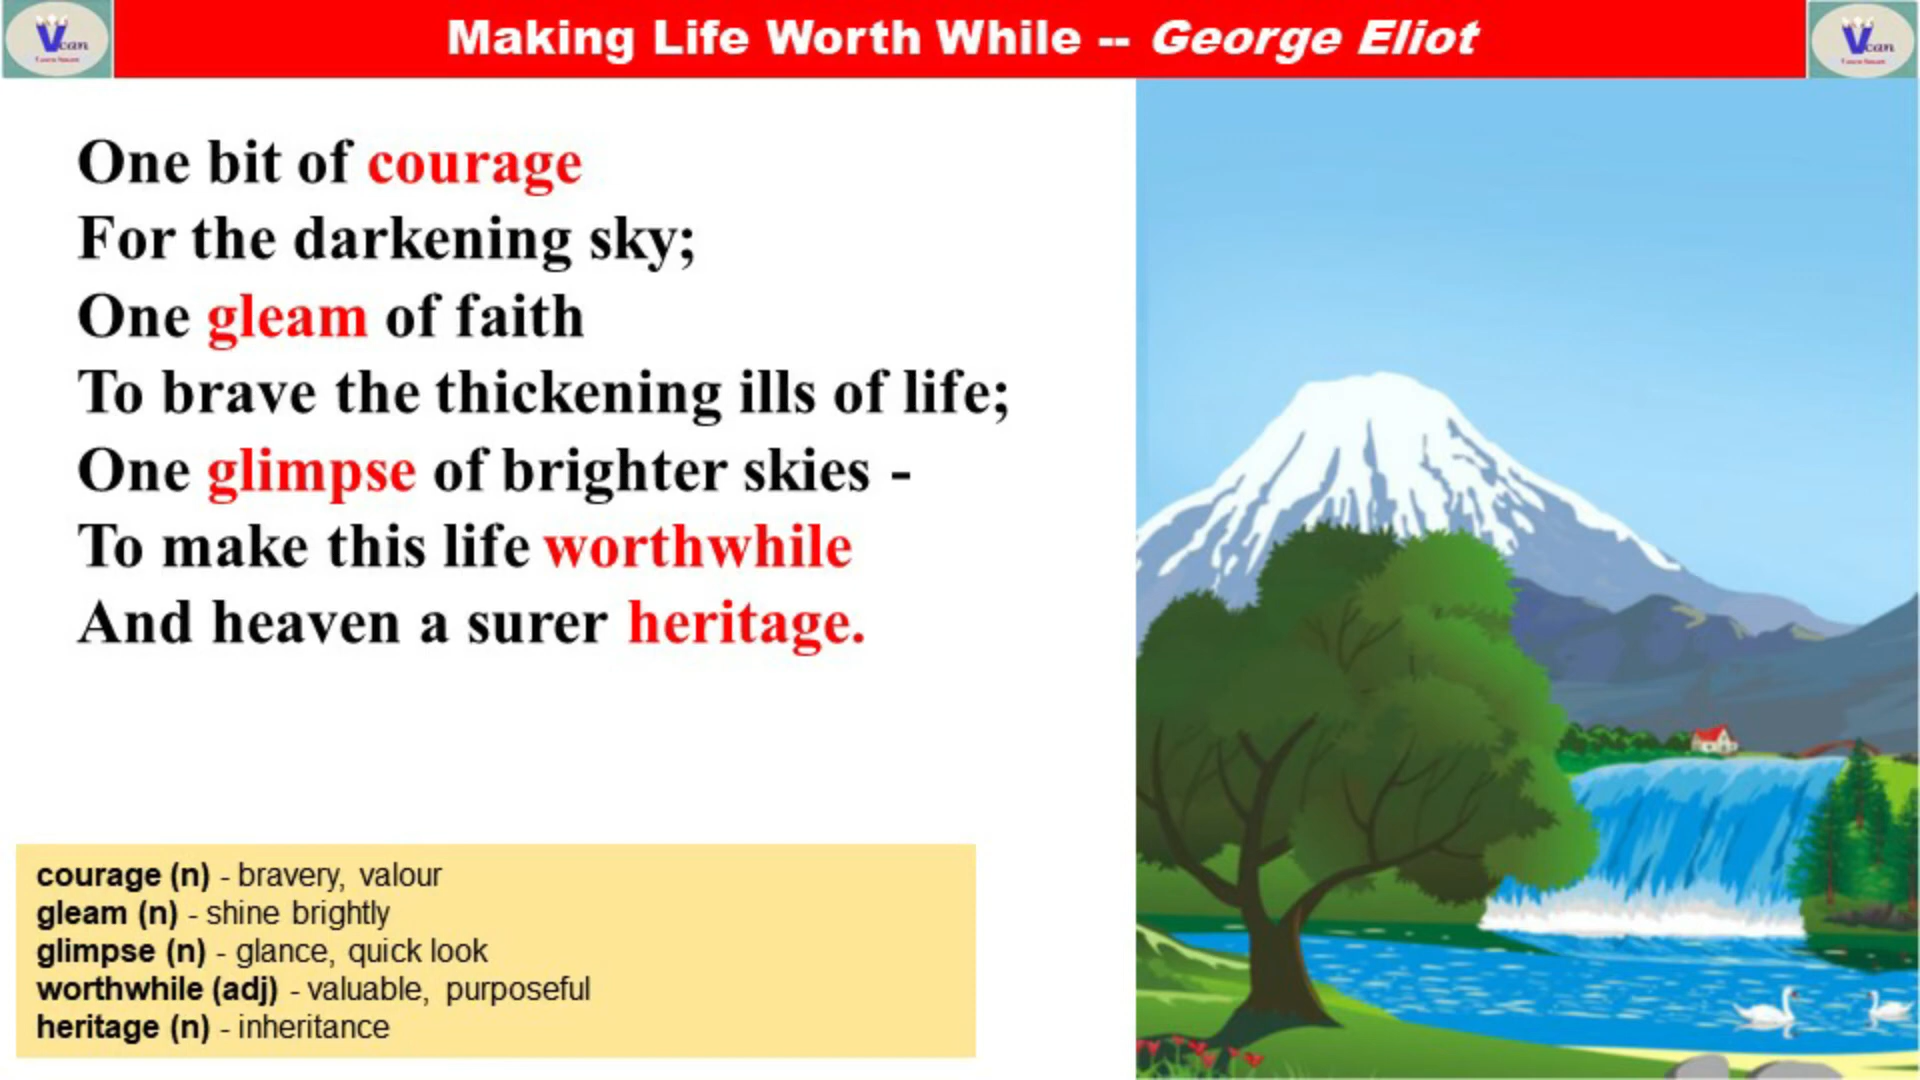 Vcan
Making Life Worth While -- George Eliot
Vcan
One bit of courage
For the darkening sky;
One gleam of faith
To brave the thickening ills of life;
One glimpse of brighter skies -
To make this life worthwhile
And heaven a surer heritage.
courage (n) - bravery, valour
gleam (n) - shine brightly
glimpse (n) - glance, quick look
worthwhile (adj) - valuable, purposeful
heritage (n) - inheritance